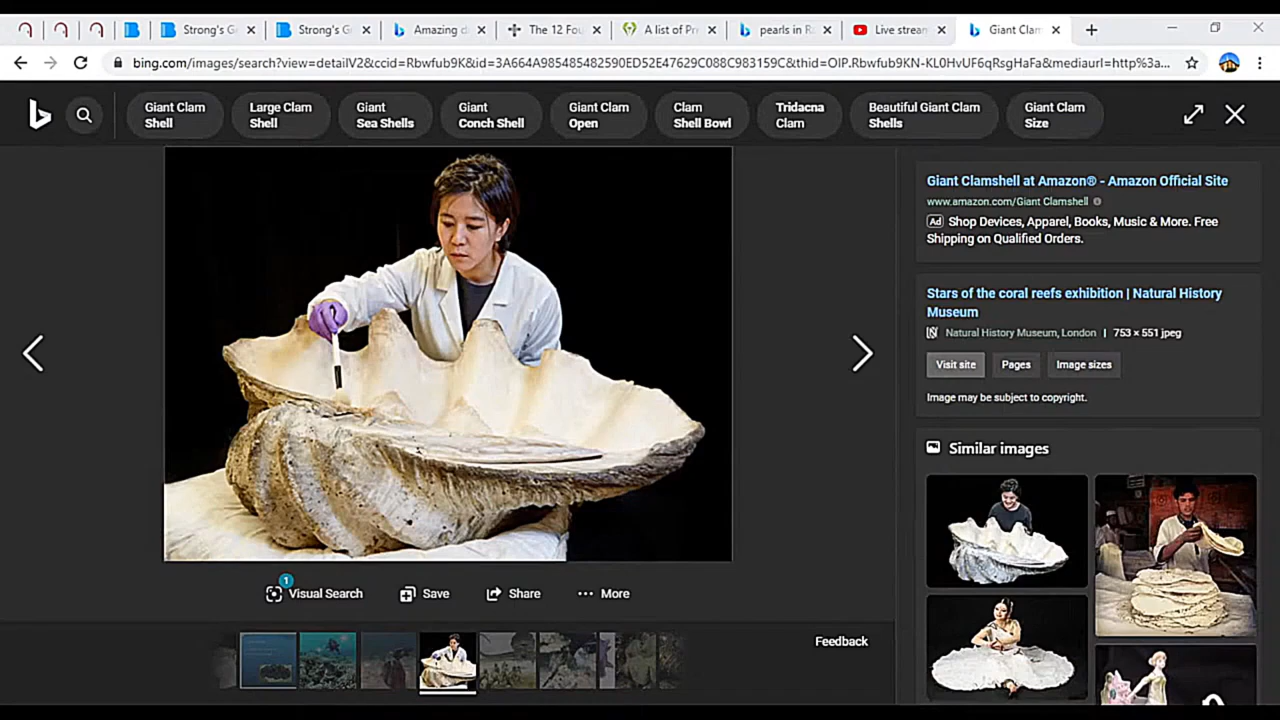 Strong's G
Strong's G
Amazing c
The 12 Fou
A list of Pr
pearls in R
Live strean
Giant Clam
bing.com/images/search?view=detailV2&ccid=Rbwfub9K&id=3A664A985485482590ED52E47629C088C983159C&thid=OIP.Rbwfub9KN-KL0HvUF6qRsgHaFa&mediaurl=http%3a...
Giant Clam
Shell
Large Clam
Shell
Giant
Sea Shells
Giant
Conch Shell
Giant Clam
Open
Clam
Shell Bowl
Tridacna
Clam
Beautiful Giant Clam
Shells
Giant Clam
Size
Giant Clamshell at Amazon® - Amazon Official Site
www.amazon.com/Giant Clamshell
Ad Shop Devices, Apparel, Books, Music & More. Free
Shipping on Qualified Orders.
Stars of the coral reefs exhibition | Natural History
Museum
Natural History Museum, London | 753 × 551 jpeg
Visit site
Pages
Image sizes
Image may be subject to copyright.
Similar images
1
Visual Search
Save
Share
More
Feedback